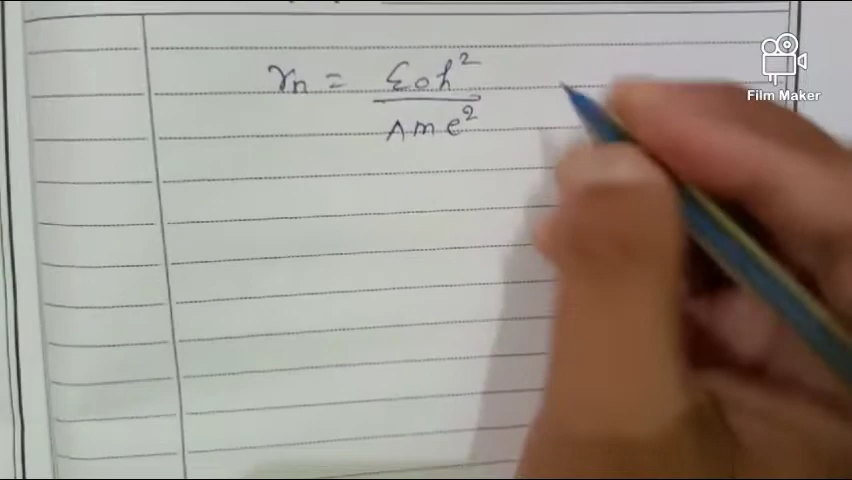 rn = ε0h² / πme²
Film Maker